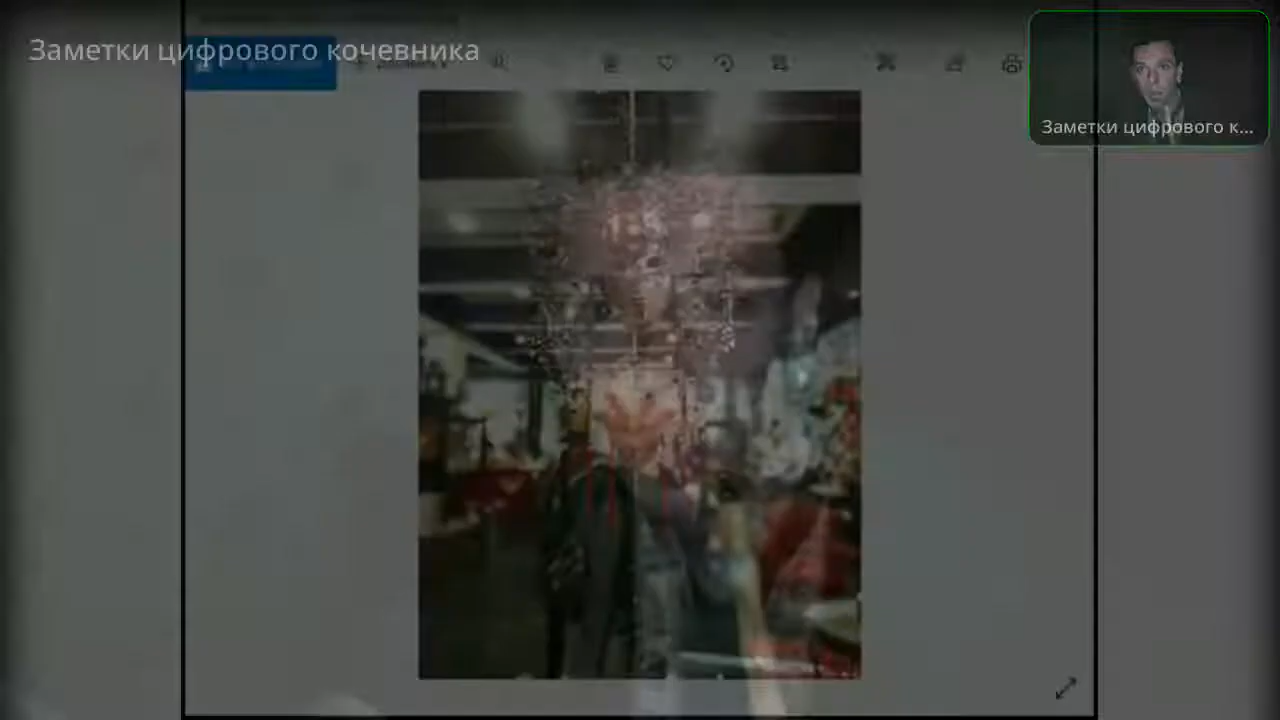 Заметки цифрового кочевника
Заметки цифрового к...